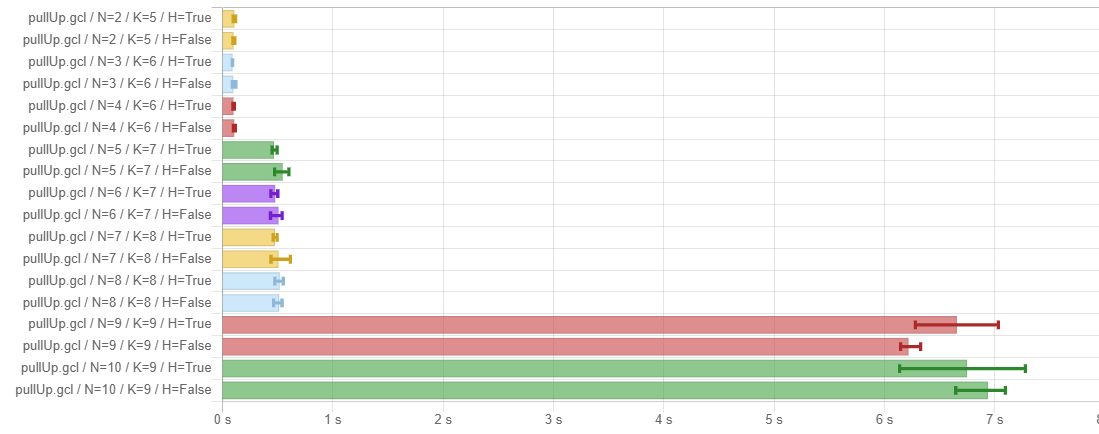 pullUp.gcl / N=2 / K=5 / H=True
pullUp.gcl / N=2 / K=5 / H=False
pullUp.gcl / N=3 / K=6 / H=True
pullUp.gcl / N=3 / K=6 / H=False
pullUp.gcl / N=4 / K=6 / H=True
pullUp.gcl / N=4 / K=6 / H=False
pullUp.gcl / N=5 / K=7 / H=True
pullUp.gcl / N=5 / K=7 / H=False
pullUp.gcl / N=6 / K=7 / H=True
pullUp.gcl / N=6 / K=7 / H=False
pullUp.gcl / N=7 / K=8 / H=True
pullUp.gcl / N=7 / K=8 / H=False
pullUp.gcl / N=8 / K=8 / H=True
pullUp.gcl / N=8 / K=8 / H=False
pullUp.gcl / N=9 / K=9 / H=True
pullUp.gcl / N=9 / K=9 / H=False
pullUp.gcl / N=10 / K=9 / H=True
pullUp.gcl / N=10 / K=9 / H=False
0 s 1 s 2 s 3 s 4 s 5 s 6 s 7 s